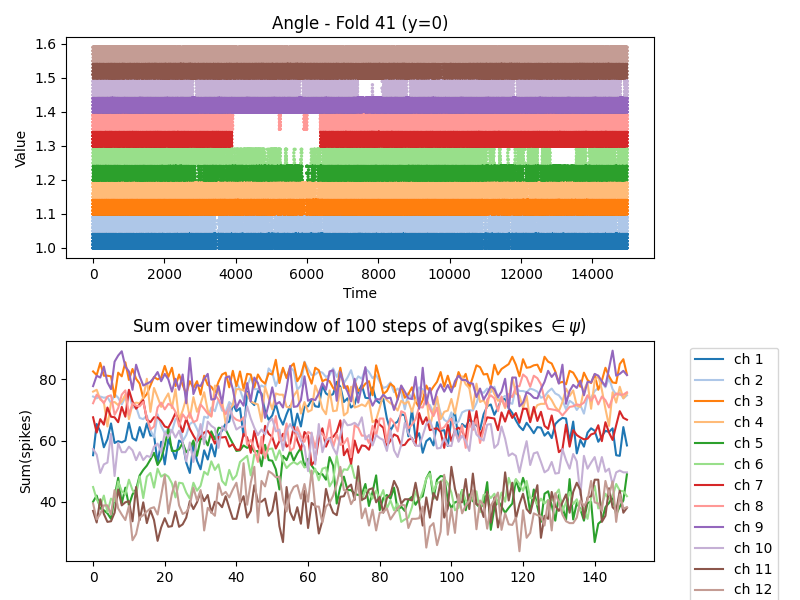 Angle - Fold 41 (y=0)
Value
1.6
1.5
1.4
1.3
1.2
1.1
1.0
0 2000 4000 6000 8000 10000 12000 14000
Time
Sum over timewindow of 100 steps of avg(spikes ∈ ψ)
Sum(spikes)
80
60
40
0 20 40 60 80 100 120 140
ch 1
ch 2
ch 3
ch 4
ch 5
ch 6
ch 7
ch 8
ch 9
ch 10
ch 11
ch 12